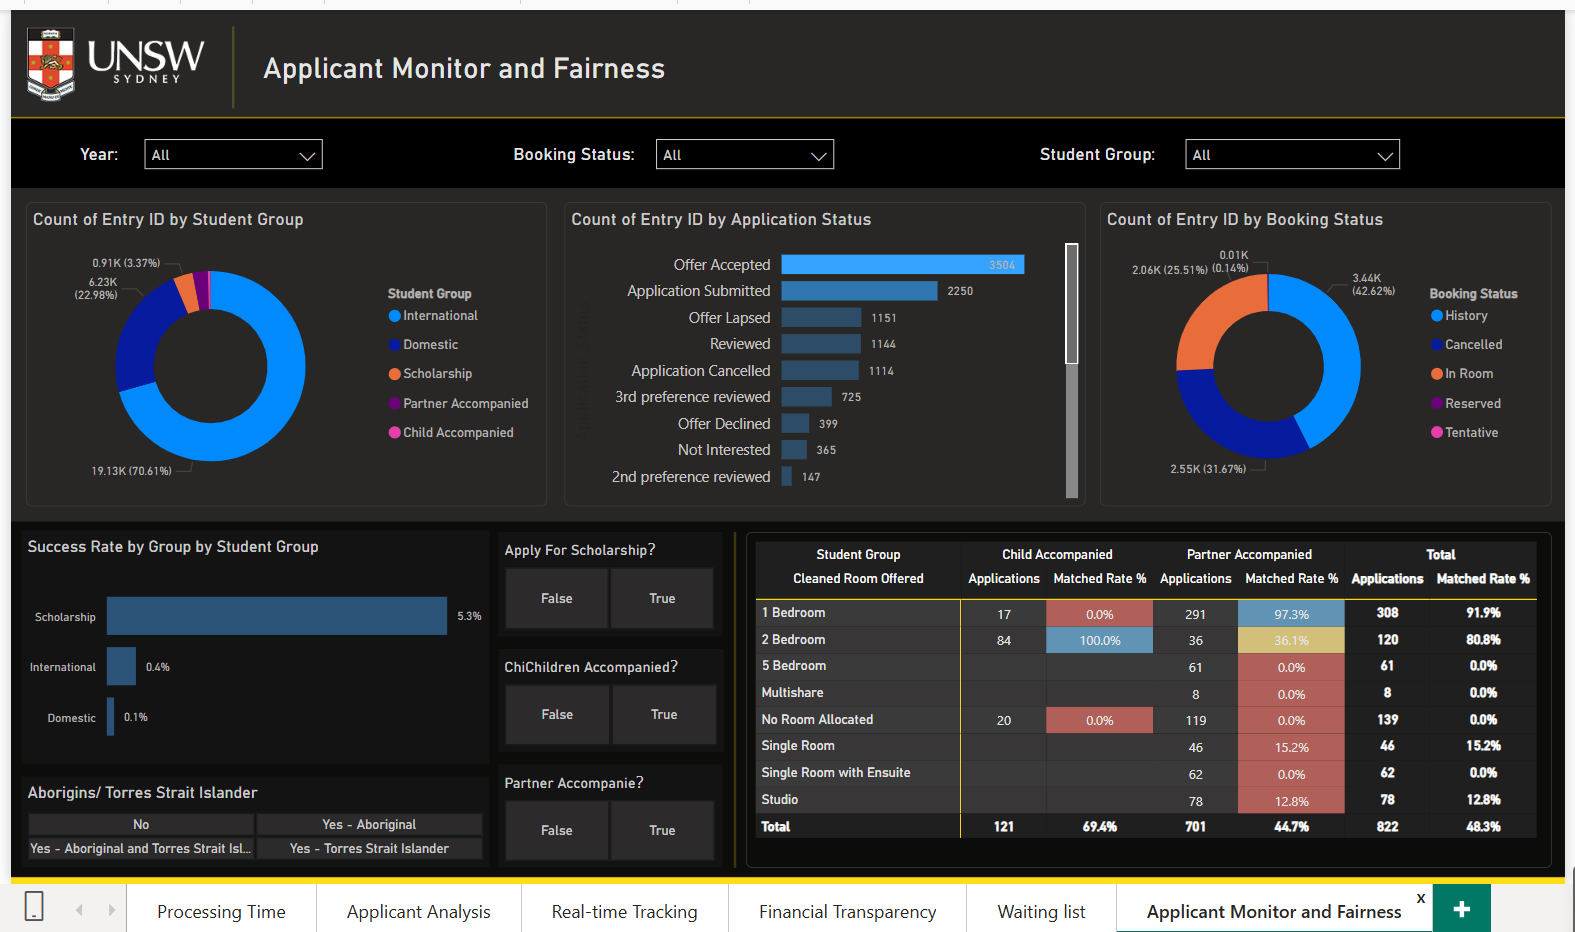 UNSW
SYDNEY
Applicant Monitor and Fairness
Year:
All
Booking Status:
All
Student Group:
All
Count of Entry ID by Student Group
0.91K (3.37%)
6.23K
(22.98%)
19.13K (70.61%)
Student Group
International
Domestic
Scholarship
Partner Accompanied
Child Accompanied
Count of Entry ID by Application Status
Offer Accepted 3504
Application Submitted 2250
Offer Lapsed 1151
Reviewed 1144
Application Cancelled 1114
3rd preference reviewed 725
Offer Declined 399
Not Interested 365
2nd preference reviewed 147
Count of Entry ID by Booking Status
0.01K
(0.14%)
2.06K (25.51%)
3.44K
(42.62%)
2.55K (31.67%)
Booking Status
History
Cancelled
In Room
Reserved
Tentative
Success Rate by Group by Student Group
Scholarship 5.3%
International 0.4%
Domestic 0.1%
Aborigins/ Torres Strait Islander
No Yes - Aboriginal
Yes - Aboriginal and Torres Strait Isl... Yes - Torres Strait Islander
Apply For Scholarship?
False True
ChiChildren Accompanied?
False True
Partner Accompanie?
False True
Student Group Child Accompanied Partner Accompanied Total
Cleaned Room Offered Applications Matched Rate % Applications Matched Rate % Applications Matched Rate %
1 Bedroom 17 0.0% 291 97.3% 308 91.9%
2 Bedroom 84 100.0% 36 36.1% 120 80.8%
5 Bedroom 61 0.0% 61 0.0%
Multishare 8 0.0% 8 0.0%
No Room Allocated 20 0.0% 119 0.0% 139 0.0%
Single Room 46 15.2% 46 15.2%
Single Room with Ensuite 62 0.0% 62 0.0%
Studio 78 12.8% 78 12.8%
Total 121 69.4% 701 44.7% 822 48.3%
Processing Time
Applicant Analysis
Real-time Tracking
Financial Transparency
Waiting list
Applicant Monitor and Fairness
x
+